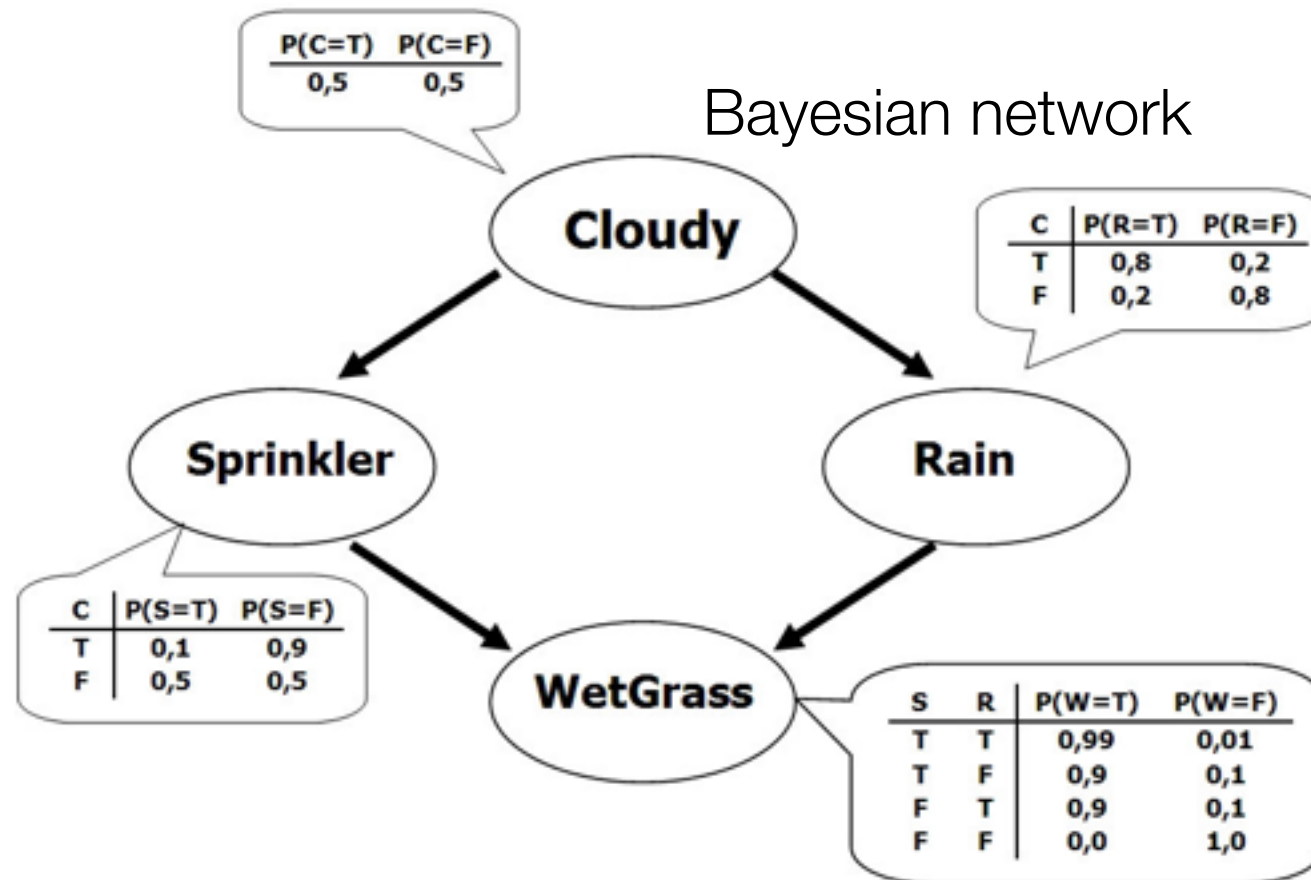 P(C=T) P(C=F)
0,5 0,5
Bayesian network
Cloudy
C P(R=T) P(R=F)
T 0,8 0,2
F 0,2 0,8
Sprinkler
Rain
C P(S=T) P(S=F)
T 0,1 0,9
F 0,5 0,5
WetGrass
S R P(W=T) P(W=F)
T T 0,99 0,01
T F 0,9 0,1
F T 0,9 0,1
F F 0,0 1,0